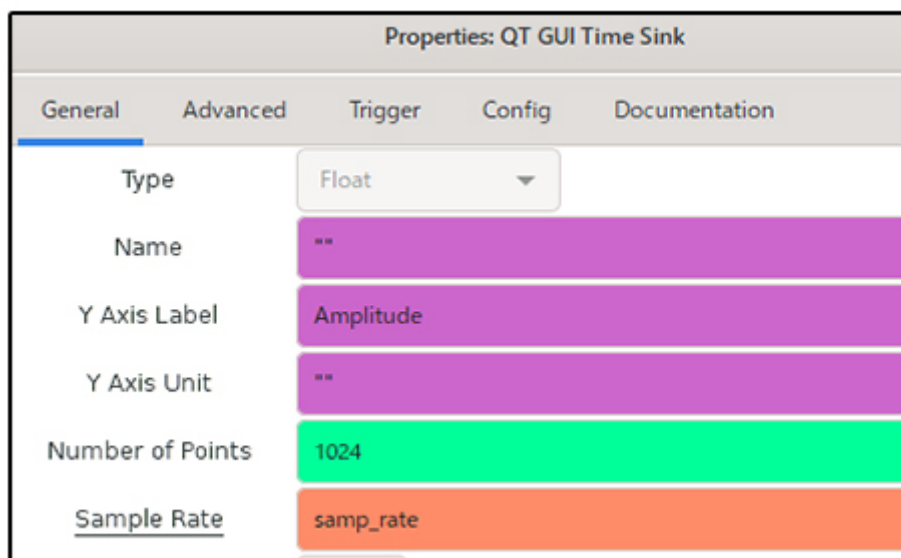 Properties: QT GUI Time Sink
General Advanced Trigger Config Documentation
Type Float
Name ""
Y Axis Label Amplitude
Y Axis Unit ""
Number of Points 1024
Sample Rate samp_rate